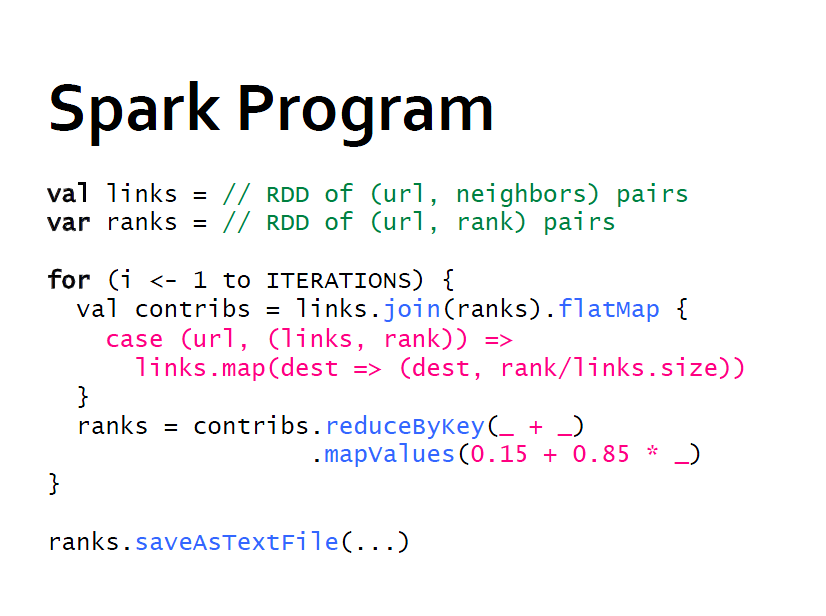 Spark Program
val links = // RDD of (url, neighbors) pairs
var ranks = // RDD of (url, rank) pairs
for (i <- 1 to ITERATIONS) {
  val contribs = links.join(ranks).flatMap {
    case (url, (links, rank)) =>
      links.map(dest => (dest, rank/links.size))
  }
  ranks = contribs.reduceByKey(_ + _)
                  .mapValues(0.15 + 0.85 * _)
}
ranks.saveAsTextFile(...)